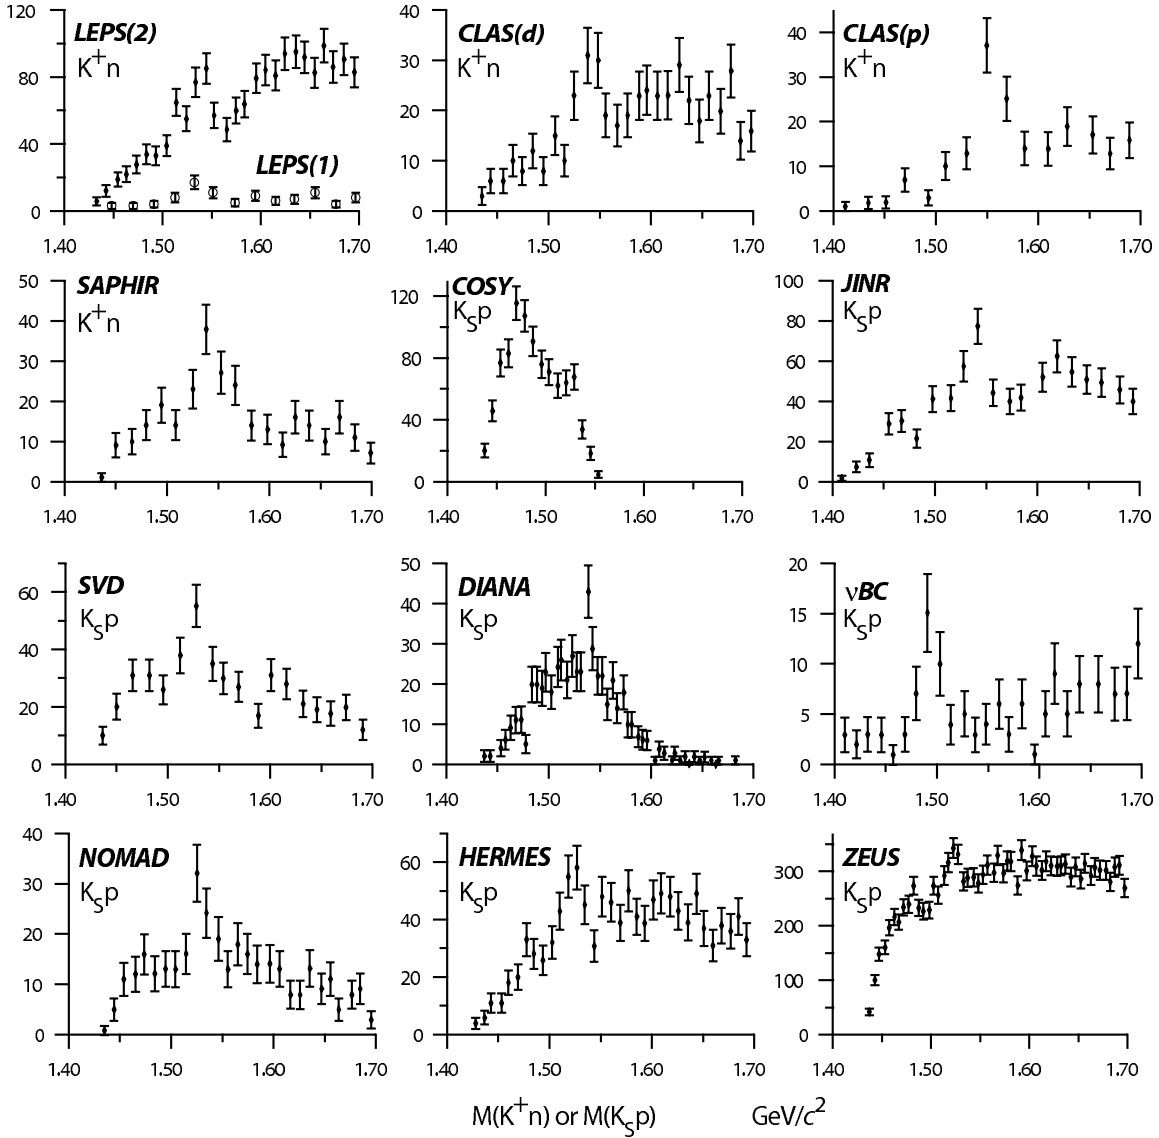 120
80
40
0
LEPS(2)
K⁺n
LEPS(1)
1.40 1.50 1.60 1.70
40
30
20
10
0
CLAS(d)
K⁺n
1.40 1.50 1.60 1.70
40
30
20
10
0
CLAS(p)
K⁺n
1.40 1.50 1.60 1.70
50
40
30
20
10
0
SAPHIR
K⁺n
1.40 1.50 1.60 1.70
120
80
40
0
COSY
KSp
1.40 1.50 1.60 1.70
100
80
60
40
20
0
JINR
KSp
1.40 1.50 1.60 1.70
60
40
20
0
SVD
KSp
1.40 1.50 1.60 1.70
50
40
30
20
10
0
DIANA
KSp
1.40 1.50 1.60 1.70
20
15
10
5
0
νBC
KSp
1.40 1.50 1.60 1.70
40
30
20
10
0
NOMAD
KSp
1.40 1.50 1.60 1.70
60
40
20
0
HERMES
KSp
1.40 1.50 1.60 1.70
300
200
100
0
ZEUS
KSp
1.40 1.50 1.60 1.70
M(K⁺n) or M(KSp) GeV/c²